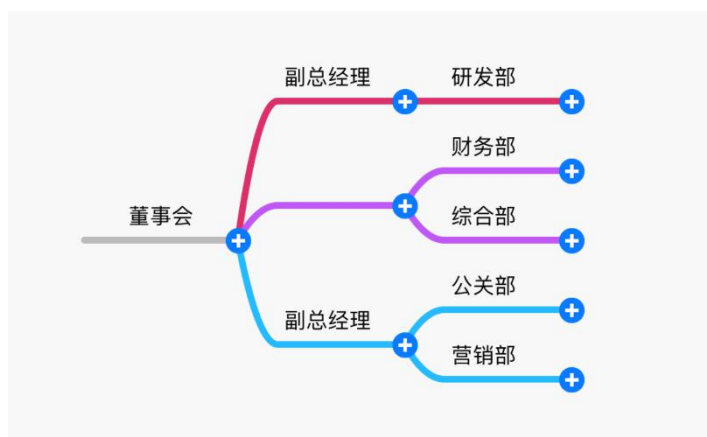 副总经理
研发部
财务部
董事会
综合部
公关部
副总经理
营销部